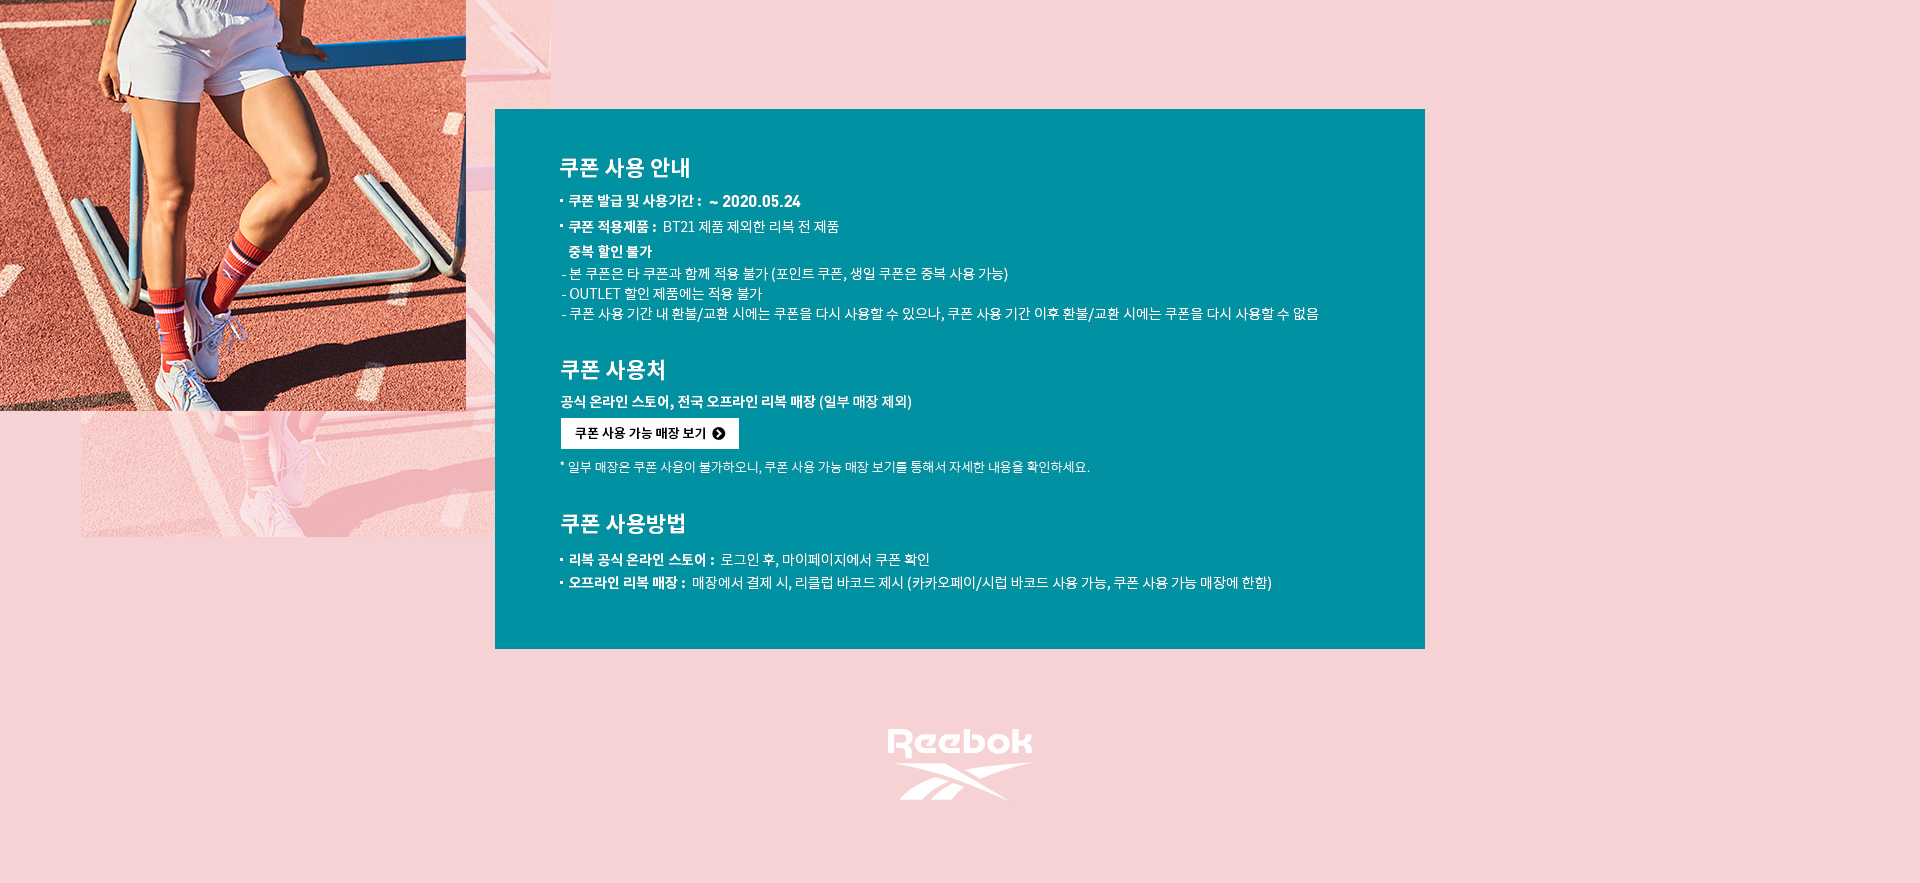 쿠폰 사용 안내
· 쿠폰 발급 및 사용기간 : ~ 2020.05.24
· 쿠폰 적용제품 : BT21 제품 제외한 리복 전 제품
중복 할인 불가
- 본 쿠폰은 타 쿠폰과 함께 적용 불가 (포인트 쿠폰, 생일 쿠폰은 중복 사용 가능)
- OUTLET 할인 제품에는 적용 불가
- 쿠폰 사용 기간 내 환불/교환 시에는 쿠폰을 다시 사용할 수 있으나, 쿠폰 사용 기간 이후 환불/교환 시에는 쿠폰을 다시 사용할 수 없음
쿠폰 사용처
공식 온라인 스토어, 전국 오프라인 리복 매장 (일부 매장 제외)
쿠폰 사용 가능 매장 보기
* 일부 매장은 쿠폰 사용이 불가하오니, 쿠폰 사용 가능 매장 보기를 통해서 자세한 내용을 확인하세요.
쿠폰 사용방법
· 리복 공식 온라인 스토어 : 로그인 후, 마이페이지에서 쿠폰 확인
· 오프라인 리복 매장 : 매장에서 결제 시, 리클럽 바코드 제시 (카카오페이/시럽 바코드 사용 가능, 쿠폰 사용 가능 매장에 한함)
Reebok